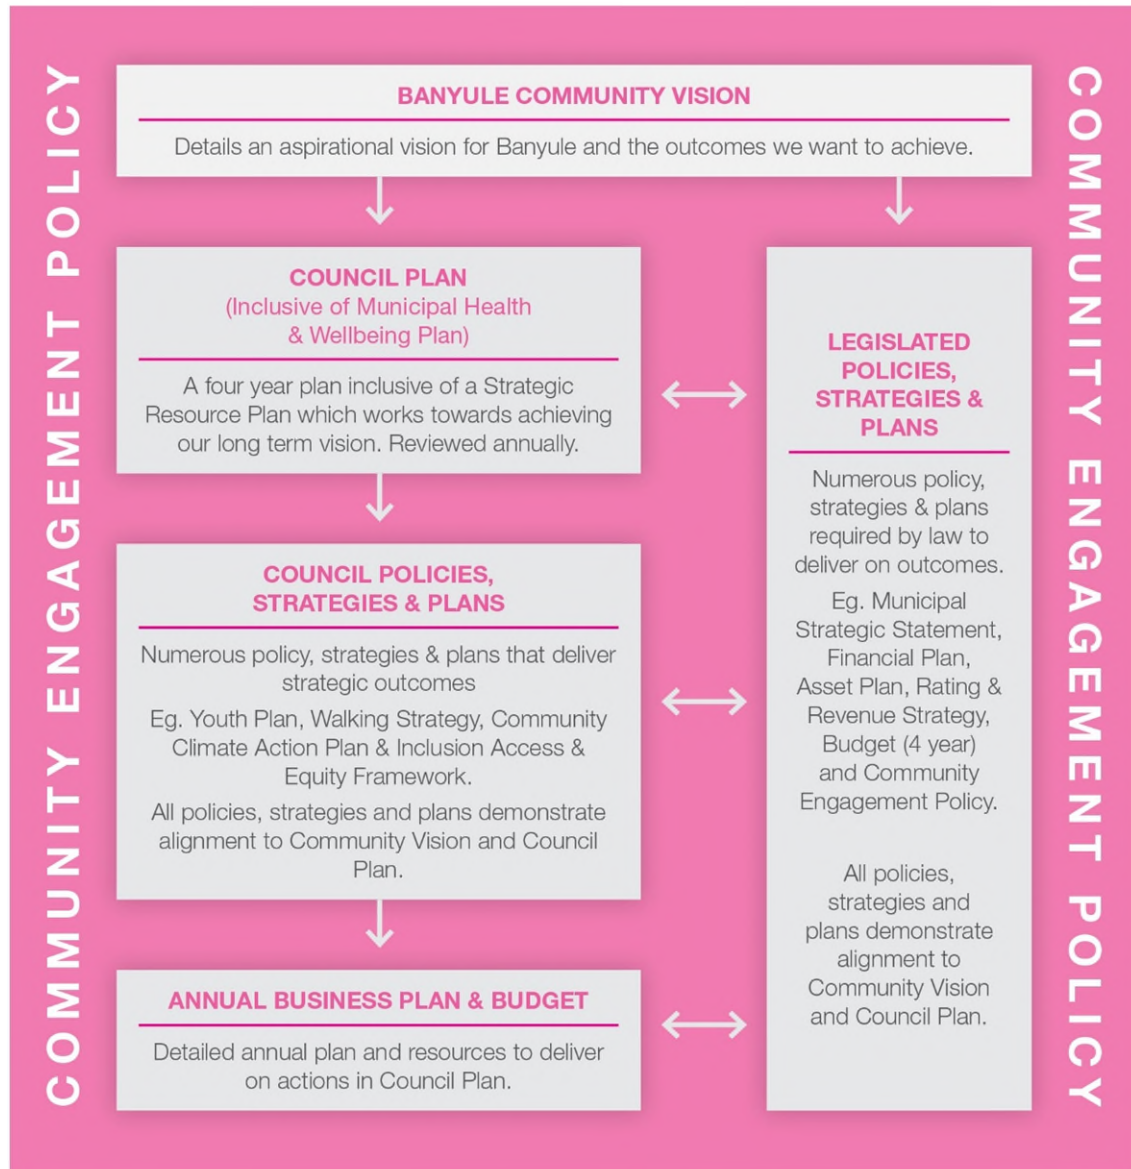 COMMUNITY ENGAGEMENT POLICY
BANYULE COMMUNITY VISION
Details an aspirational vision for Banyule and the outcomes we want to achieve.
COUNCIL PLAN
(Inclusive of Municipal Health
& Wellbeing Plan)
A four year plan inclusive of a Strategic
Resource Plan which works towards achieving
our long term vision. Reviewed annually.
COUNCIL POLICIES,
STRATEGIES & PLANS
Numerous policy, strategies & plans that deliver
strategic outcomes
Eg. Youth Plan, Walking Strategy, Community
Climate Action Plan & Inclusion Access &
Equity Framework.
All policies, strategies and plans demonstrate
alignment to Community Vision and Council
Plan.
ANNUAL BUSINESS PLAN & BUDGET
Detailed annual plan and resources to deliver
on actions in Council Plan.
LEGISLATED
POLICIES,
STRATEGIES &
PLANS
Numerous policy,
strategies & plans
required by law to
deliver on outcomes.
Eg. Municipal
Strategic Statement,
Financial Plan,
Asset Plan, Rating &
Revenue Strategy,
Budget (4 year)
and Community
Engagement Policy.
All policies,
strategies and
plans demonstrate
alignment to
Community Vision
and Council Plan.
COMMUNITY ENGAGEMENT POLICY